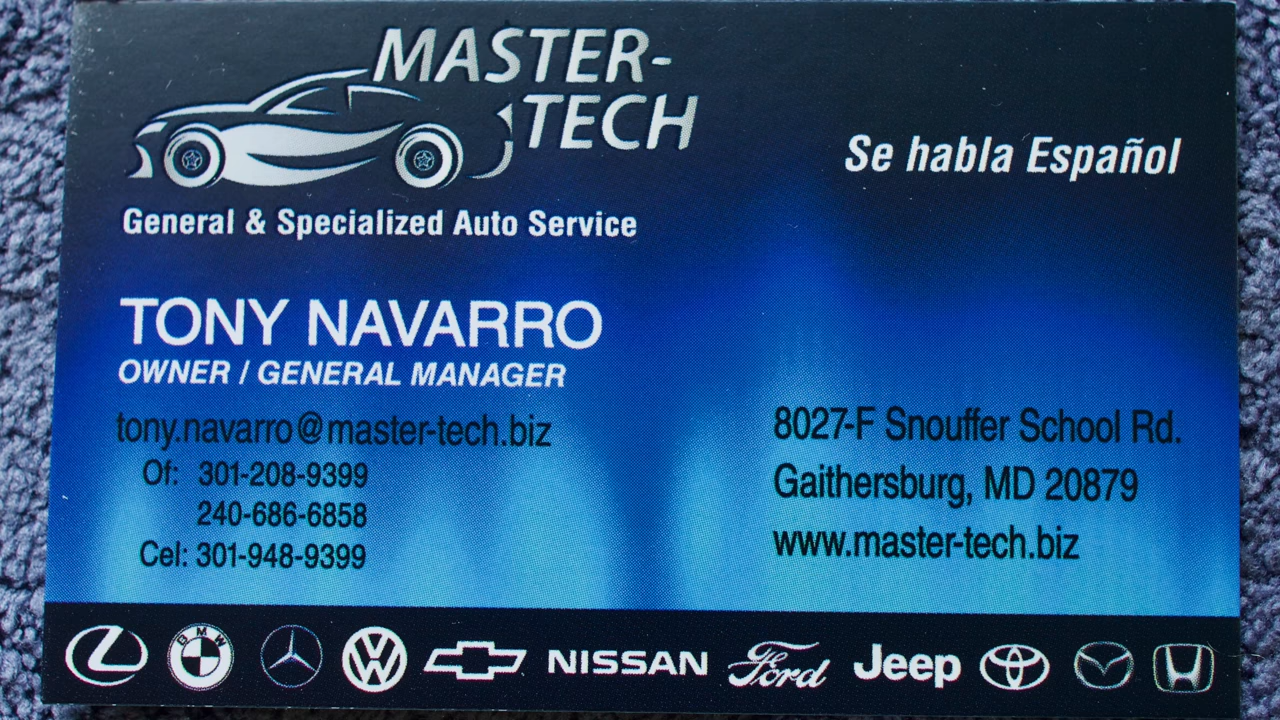 MASTER-
TECH
Se habla Español
General & Specialized Auto Service
TONY NAVARRO
OWNER / GENERAL MANAGER
tony.navarro@master-tech.biz
Of: 301-208-9399
240-686-6858
Cel: 301-948-9399
8027-F Snouffer School Rd.
Gaithersburg, MD 20879
www.master-tech.biz
BMW
NISSAN
Ford
Jeep